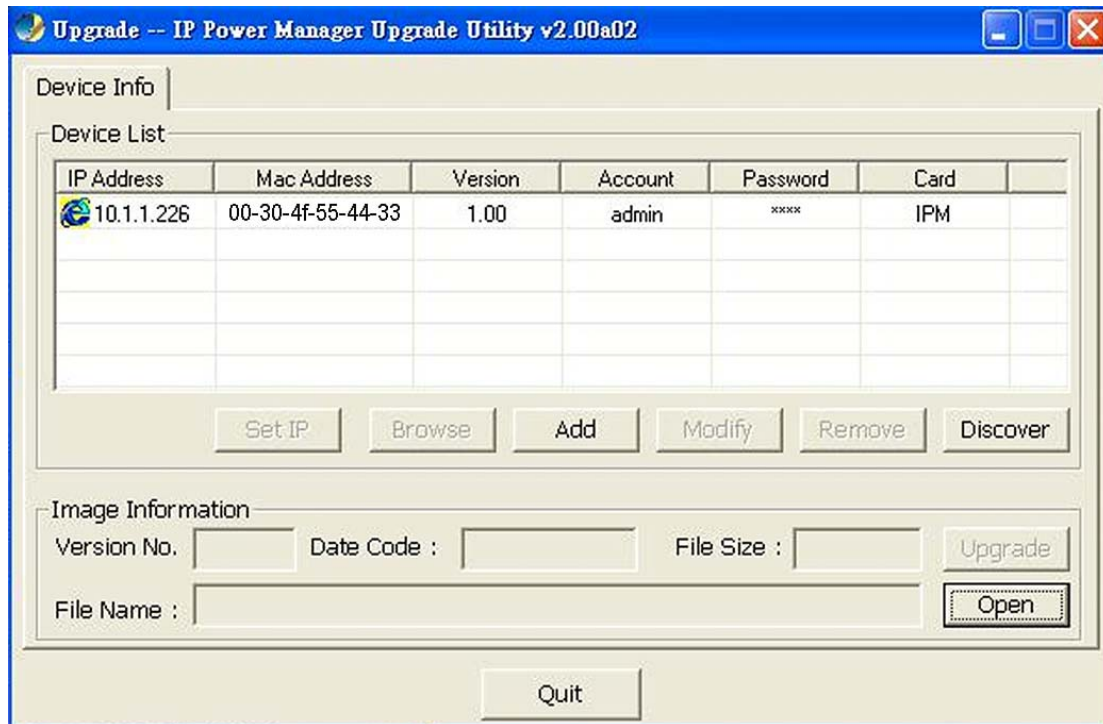 Upgrade -- IP Power Manager Upgrade Utility v2.00a02
Device Info
Device List
IP Address Mac Address Version Account Password Card
10.1.1.226 00-30-4f-55-44-33 1.00 admin **** IPM
Set IP Browse Add Modify Remove Discover
Image Information
Version No. Date Code : File Size : Upgrade
File Name : Open
Quit